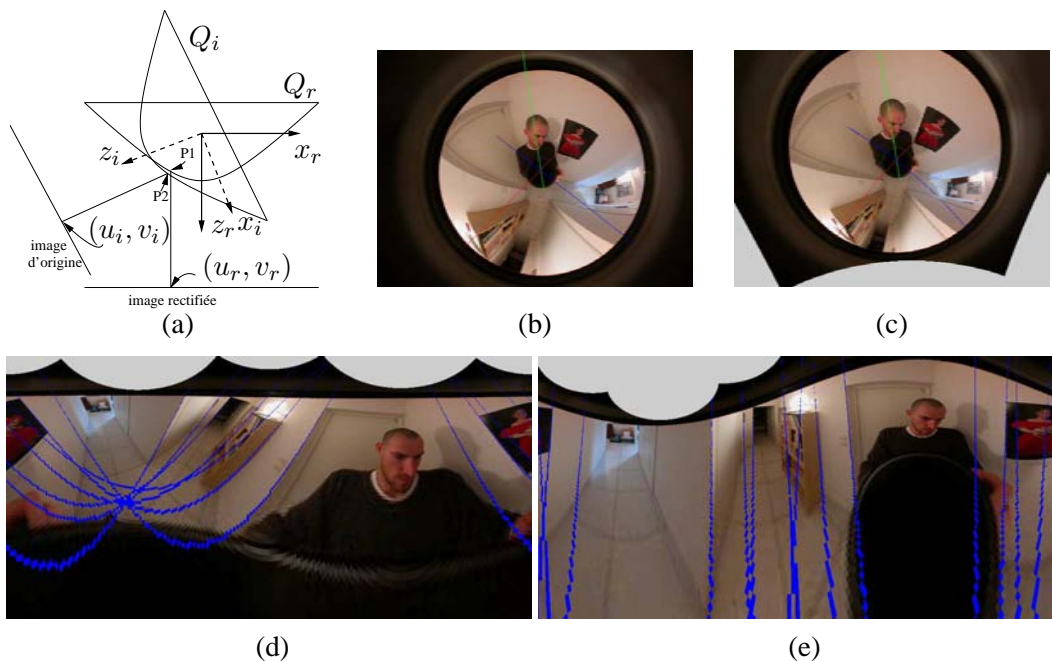 Q_i
Q_r
P1
z_i
x_r
P2
z_r x_i
(u_i, v_i)
image
d'origine
(u_r, v_r)
image rectifiée
(a)
(b)
(c)
(d)
(e)